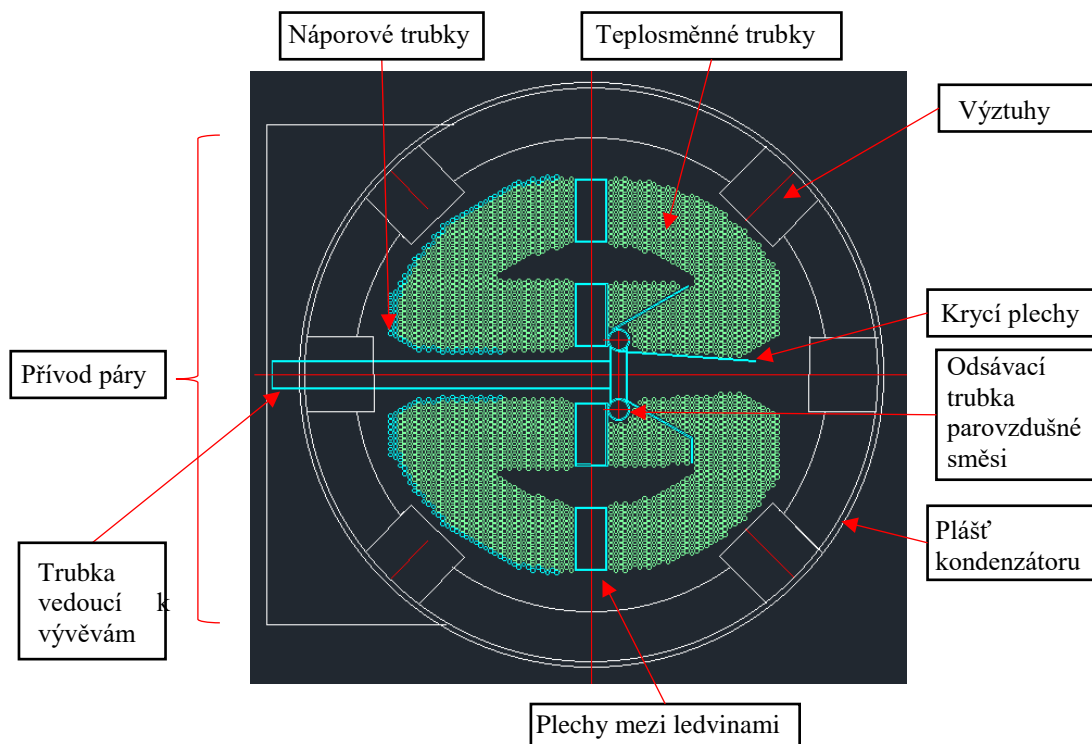 Náporové trubky
Teplosměnné trubky
Výztuhy
Krycí plechy
Přívod páry
Odsávací
trubka
parovzdušné
směsi
Plášť
kondenzátoru
Trubka
vedoucí k
vývěvám
Plechy mezi ledvinami